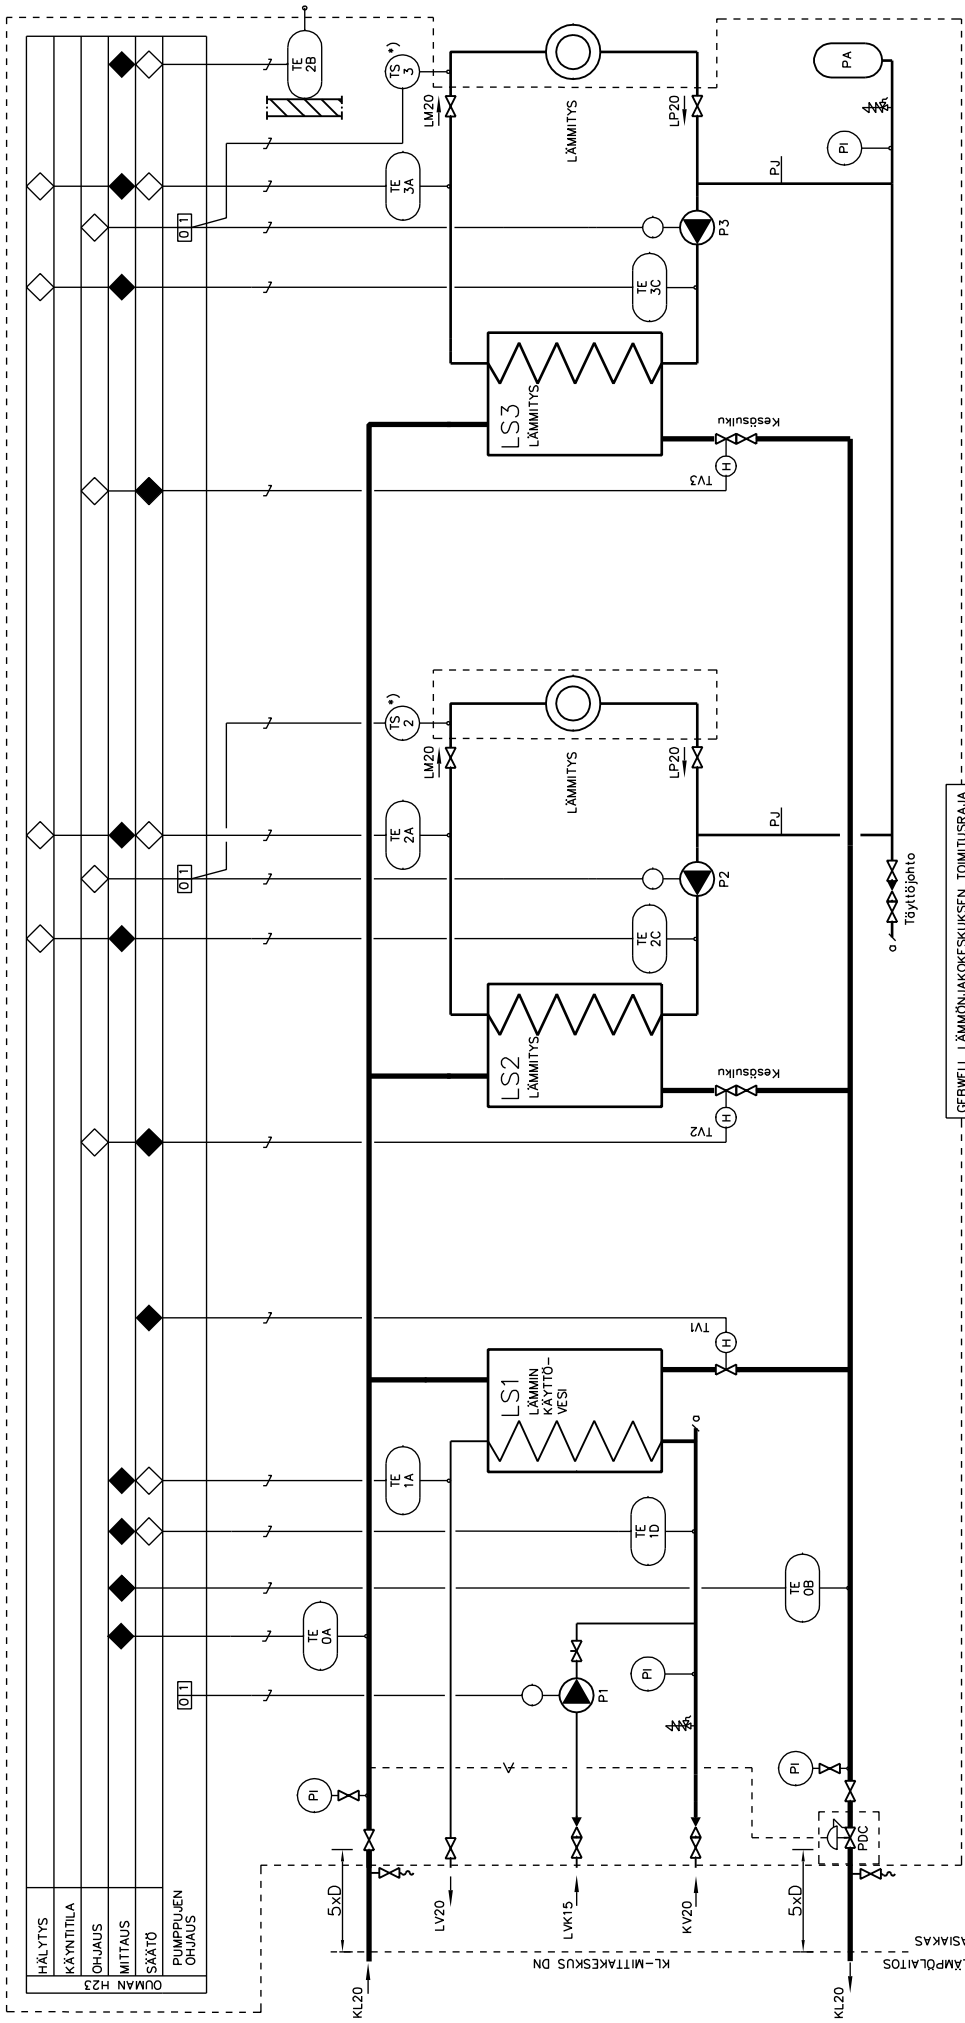 HÄLYTYS
KÄYNTITILA
OHJAUS
MITTAUS
SÄÄTÖ
PUMPPUJEN
OHJAUS
OUMAN H23
0 1
0 1
0 1
TE
0A
TE
0B
TE
1A
TE
1D
TE
2A
TE
2B
TE
2C
TE
3A
TE
3C
TS
2
*)
TS
3
*)
PI
PI
PI
PI
PA
PJ
PJ
LS1
LÄMMIN
KÄYTTÖ-
VESI
LS2
LÄMMITYS
LS3
LÄMMITYS
LÄMMITYS
LÄMMITYS
LM20
LP20
LM20
LP20
P1
P2
P3
H
TV1
H
TV2
H
TV3
Kesäsulku
Kesäsulku
a
a
Täyttöjohto
PDC
5xD
5xD
KL20
LV20
LVK15
KV20
KL20
KL-MITTAKESKUS DN
ASIAKAS
LÄMPÖLAITOS
GEBWELL LÄMMÖNJAKOKESKUKSEN TOIMITUSRAJA